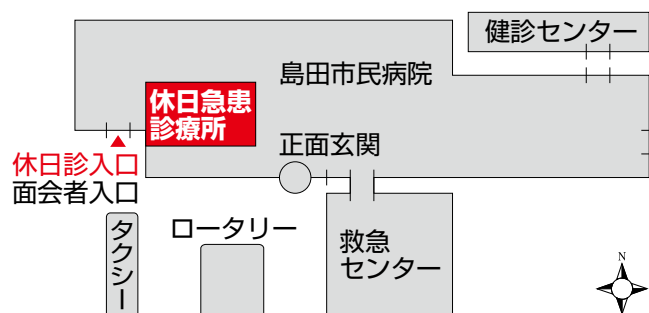 健診センター
島田市民病院
休日急患
診療所
正面玄関
休日診入口
面会者入口
タクシー
ロータリー
救急
センター
N